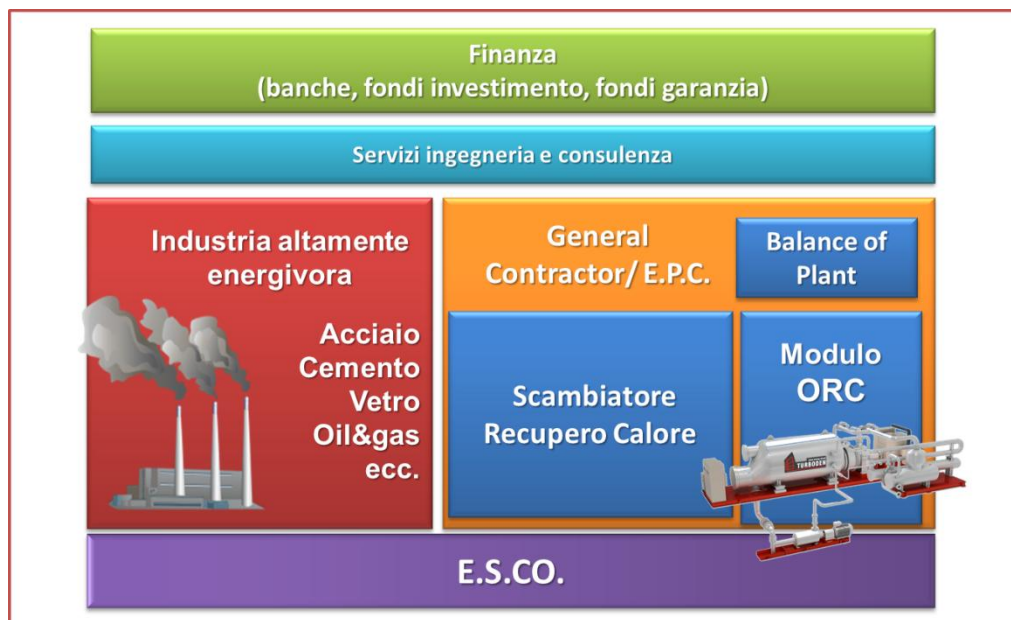 Finanza
(banche, fondi investimento, fondi garanzia)
Servizi ingegneria e consulenza
Industria altamente
energivora
Acciaio
Cemento
Vetro
Oil&gas
ecc.
General
Contractor/ E.P.C.
Balance of
Plant
Scambiatore
Recupero Calore
Modulo
ORC
TURBODEN
E.S.CO.